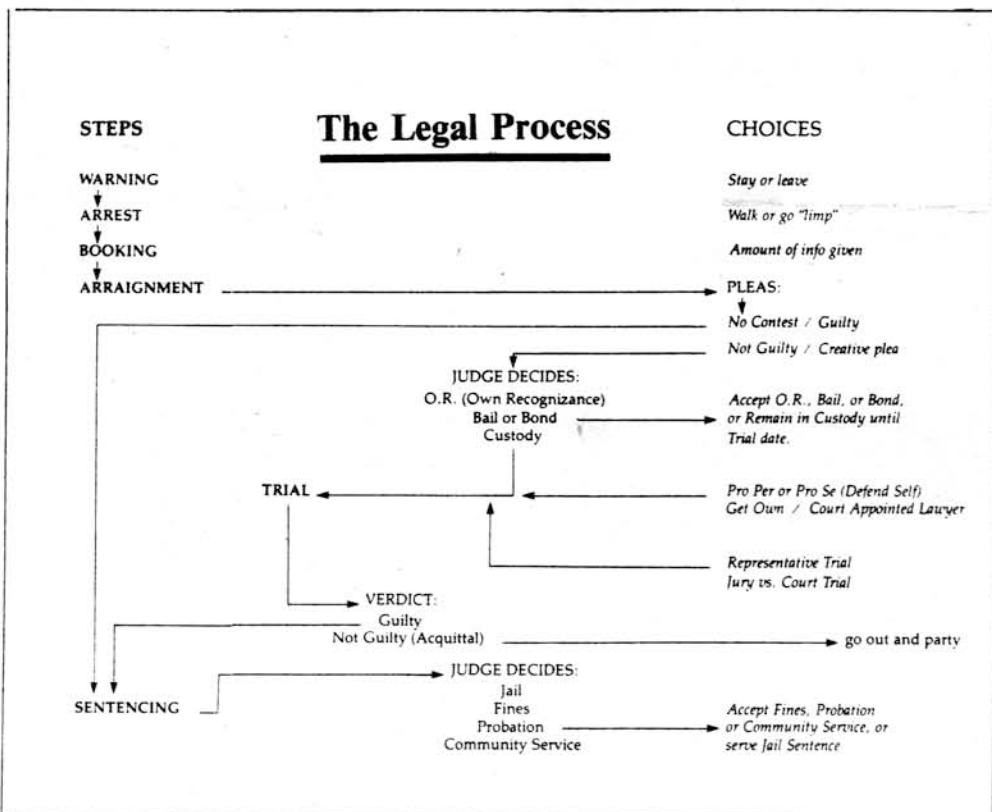 STEPS The Legal Process CHOICES
WARNING Stay or leave
ARREST Walk or go "limp"
BOOKING Amount of info given
ARRAIGNMENT PLEAS:
No Contest / Guilty
Not Guilty / Creative plea
JUDGE DECIDES:
O.R. (Own Recognizance) Accept O.R., Bail, or Bond,
Bail or Bond or Remain in Custody until
Custody Trial date.
TRIAL Pro Per or Pro Se (Defend Self)
Get Own / Court Appointed Lawyer
Representative Trial
Jury vs. Court Trial
VERDICT:
Guilty
Not Guilty (Acquittal) go out and party
JUDGE DECIDES:
Jail
SENTENCING Fines Accept Fines, Probation
Probation or Community Service, or
Community Service serve Jail Sentence